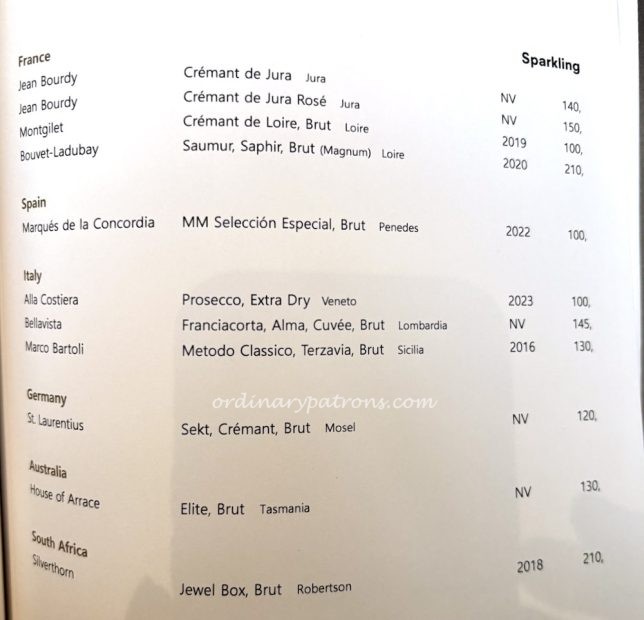 Sparkling
France
Jean Bourdy Crémant de Jura Jura NV 140,
Jean Bourdy Crémant de Jura Rosé Jura NV 150,
Montgilet Crémant de Loire, Brut Loire 2019 100,
Bouvet-Ladubay Saumur, Saphir, Brut (Magnum) Loire 2020 210,
Spain
Marqués de la Concordia MM Selección Especial, Brut Penedes 2022 100,
Italy
Alla Costiera Prosecco, Extra Dry Veneto 2023 100,
Bellavista Franciacorta, Alma, Cuvée, Brut Lombardia NV 145,
Marco Bartoli Metodo Classico, Terzavia, Brut Sicilia 2016 130,
ordinarypatrons.com
Germany
St. Laurentius Sekt, Crémant, Brut Mosel NV 120,
Australia
House of Arrace Elite, Brut Tasmania NV 130,
South Africa
Silverthorn Jewel Box, Brut Robertson 2018 210,